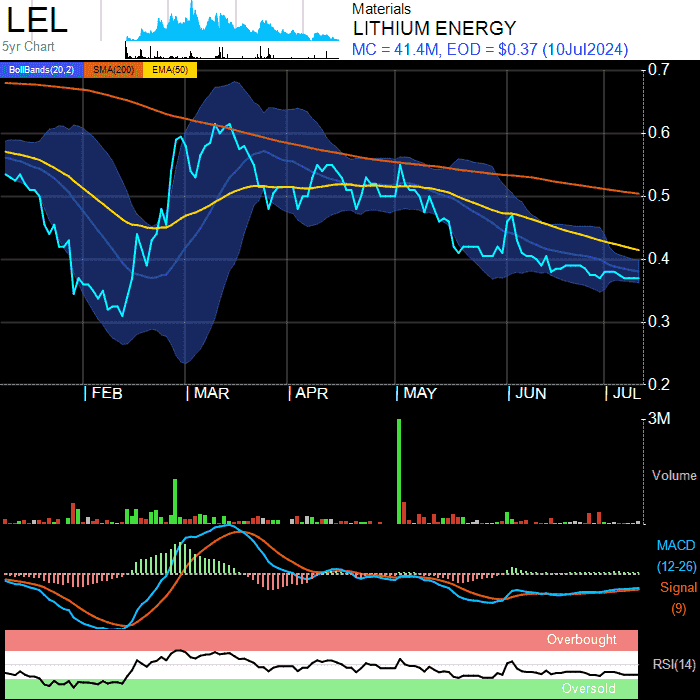 LEL
5yr Chart
Materials
LITHIUM ENERGY
MC = 41.4M, EOD = $0.37 (10Jul2024)
BollBands(20,2) SMA(200) EMA(50)
0.7
0.6
0.5
0.4
0.3
0.2
FEB MAR APR MAY JUN JUL
3M
Volume
MACD
(12-26)
Signal
(9)
Overbought
RSI(14)
Oversold